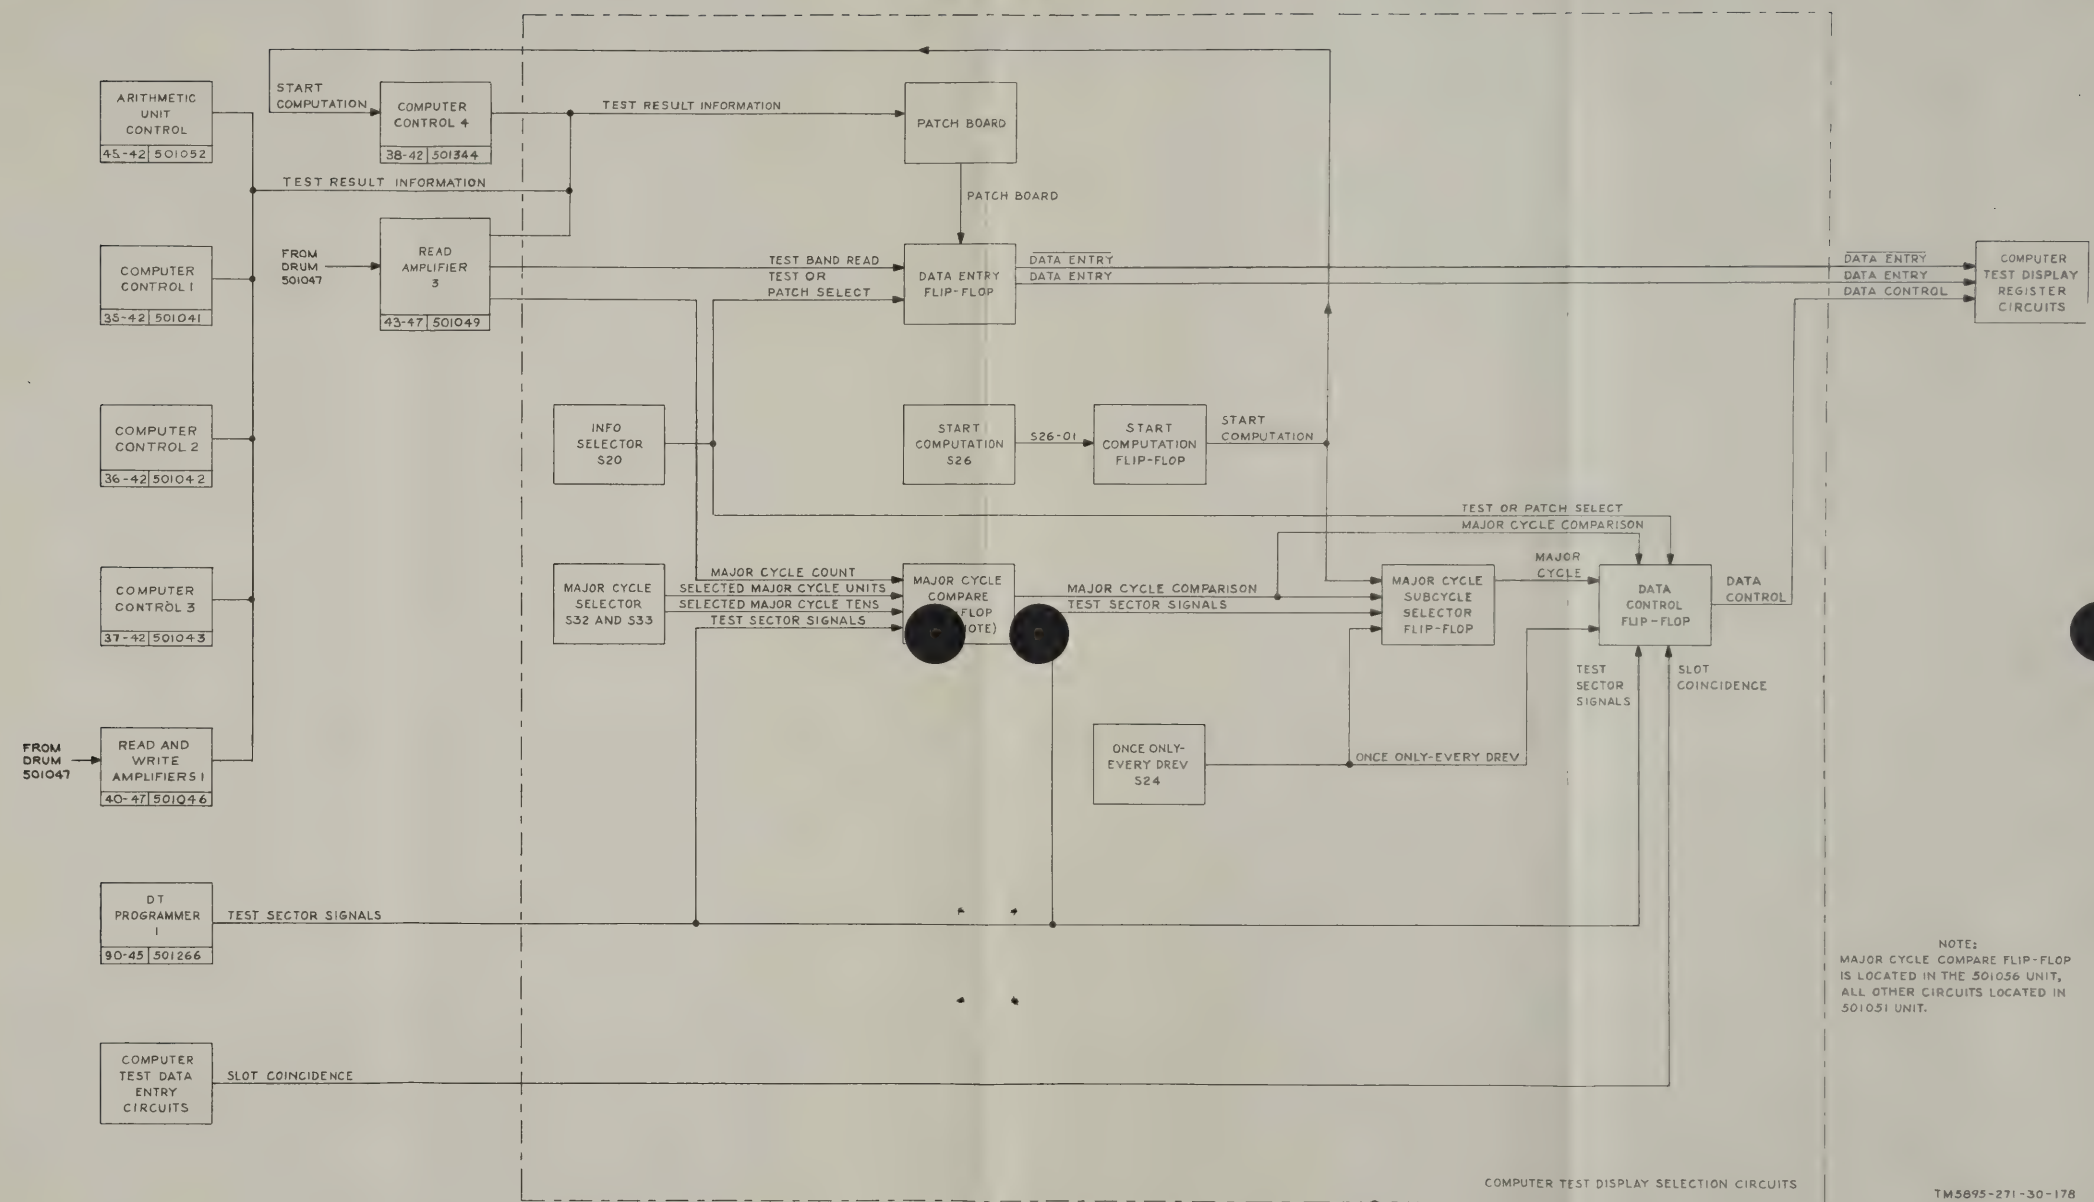 START
COMPUTATION
ARITHMETIC
UNIT
CONTROL
45-42 501052
COMPUTER
CONTROL 4
38-42 501344
TEST RESULT INFORMATION
PATCH BOARD
TEST RESULT INFORMATION
PATCH BOARD
COMPUTER
CONTROL 1
35-42 501041
FROM
DRUM
501047
READ
AMPLIFIER
3
43-47 501049
TEST BAND READ
TEST OR
PATCH SELECT
DATA ENTRY
FLIP-FLOP
DATA ENTRY
DATA ENTRY
DATA ENTRY
DATA ENTRY
DATA CONTROL
COMPUTER
TEST DISPLAY
REGISTER
CIRCUITS
COMPUTER
CONTROL 2
36-42 501042
INFO
SELECTOR
S20
START
COMPUTATION
S26
S26-01
START
COMPUTATION
FLIP-FLOP
START
COMPUTATION
TEST OR PATCH SELECT
MAJOR CYCLE COMPARISON
COMPUTER
CONTROL 3
37-42 501043
MAJOR CYCLE
SELECTOR
S32 AND S33
MAJOR CYCLE COUNT
SELECTED MAJOR CYCLE UNITS
SELECTED MAJOR CYCLE TENS
TEST SECTOR SIGNALS
MAJOR CYCLE
COMPARE
MAJOR CYCLE COMPARISON
TEST SECTOR SIGNALS
MAJOR CYCLE
SUBCYCLE
SELECTOR
FLIP-FLOP
MAJOR
CYCLE
DATA
CONTROL
FLIP-FLOP
DATA
CONTROL
TEST
SECTOR
SIGNALS
SLOT
COINCIDENCE
FROM
DRUM
501047
READ AND
WRITE
AMPLIFIERS 1
40-47 501046
ONCE ONLY-
EVERY DREV
S24
ONCE ONLY-EVERY DREV
DT
PROGRAMMER
1
90-45 501266
TEST SECTOR SIGNALS
NOTE:
MAJOR CYCLE COMPARE FLIP-FLOP
IS LOCATED IN THE 501056 UNIT,
ALL OTHER CIRCUITS LOCATED IN
501051 UNIT.
COMPUTER
TEST DATA
ENTRY
CIRCUITS
SLOT COINCIDENCE
COMPUTER TEST DISPLAY SELECTION CIRCUITS
TM5895-271-30-178